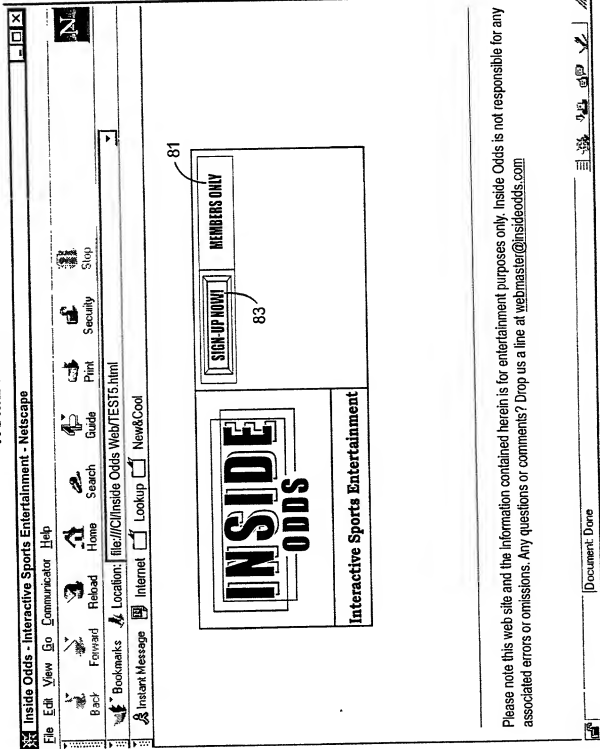 Inside Odds - Interactive Sports Entertainment - Netscape
File Edit View Go Communicator Help
Back Forward Reload Home Search Guide Print Security Stop
N
Bookmarks Location: file:///C|/Inside Odds Web/TEST5.html
Instant Message Internet Lookup New&Cool
INSIDE
ODDS
Interactive Sports Entertainment
SIGN-UP NOW!
MEMBERS ONLY
83
81
Please note this web site and the information contained herein is for entertainment purposes only. Inside Odds is not responsible for any
associated errors or omissions. Any questions or comments? Drop us a line at webmaster@insideodds.com
Document: Done